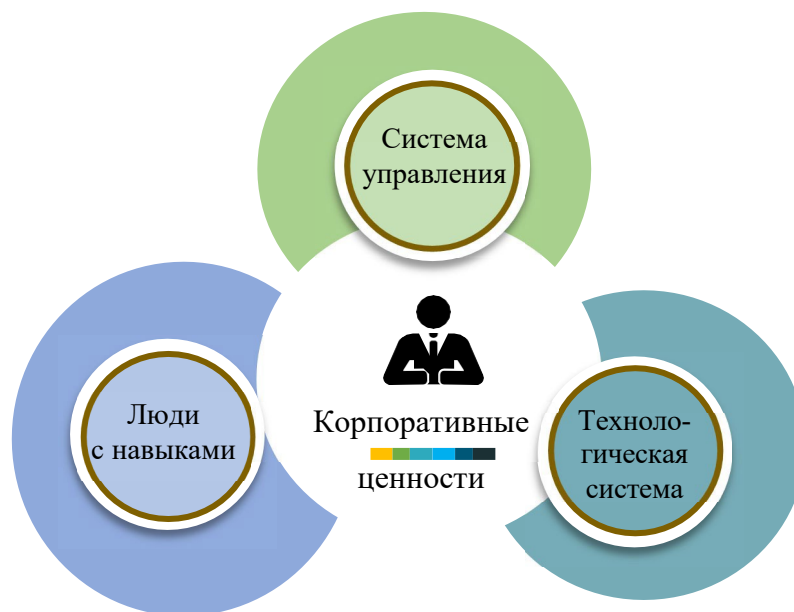 Система
управления
Люди
с навыками
Корпоративные
ценности
Техноло-
гическая
система